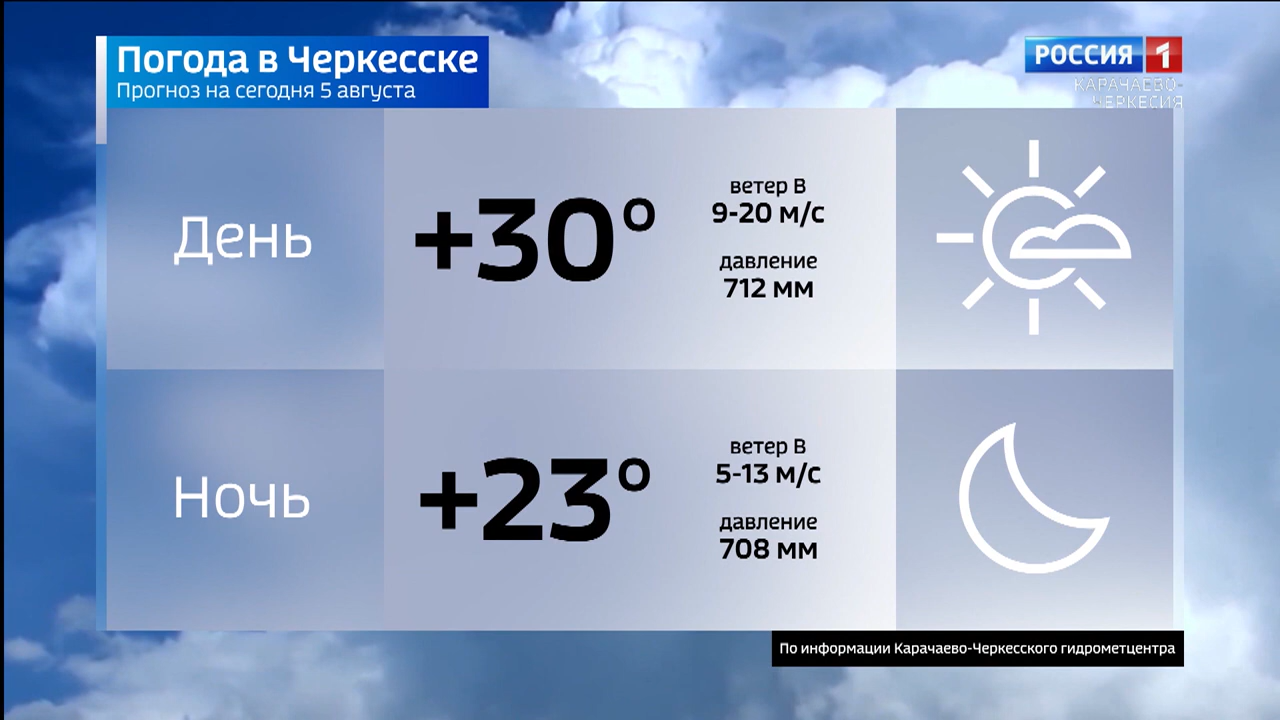 Погода в Черкесске
Прогноз на сегодня 5 августа
РОССИЯ 1
КАРАЧАЕВО-
ЧЕРКЕСИЯ
День
+30°
ветер В
9-20 м/с
давление
712 мм
Ночь
+23°
ветер В
5-13 м/с
давление
708 мм
По информации Карачаево-Черкесского гидрометцентра